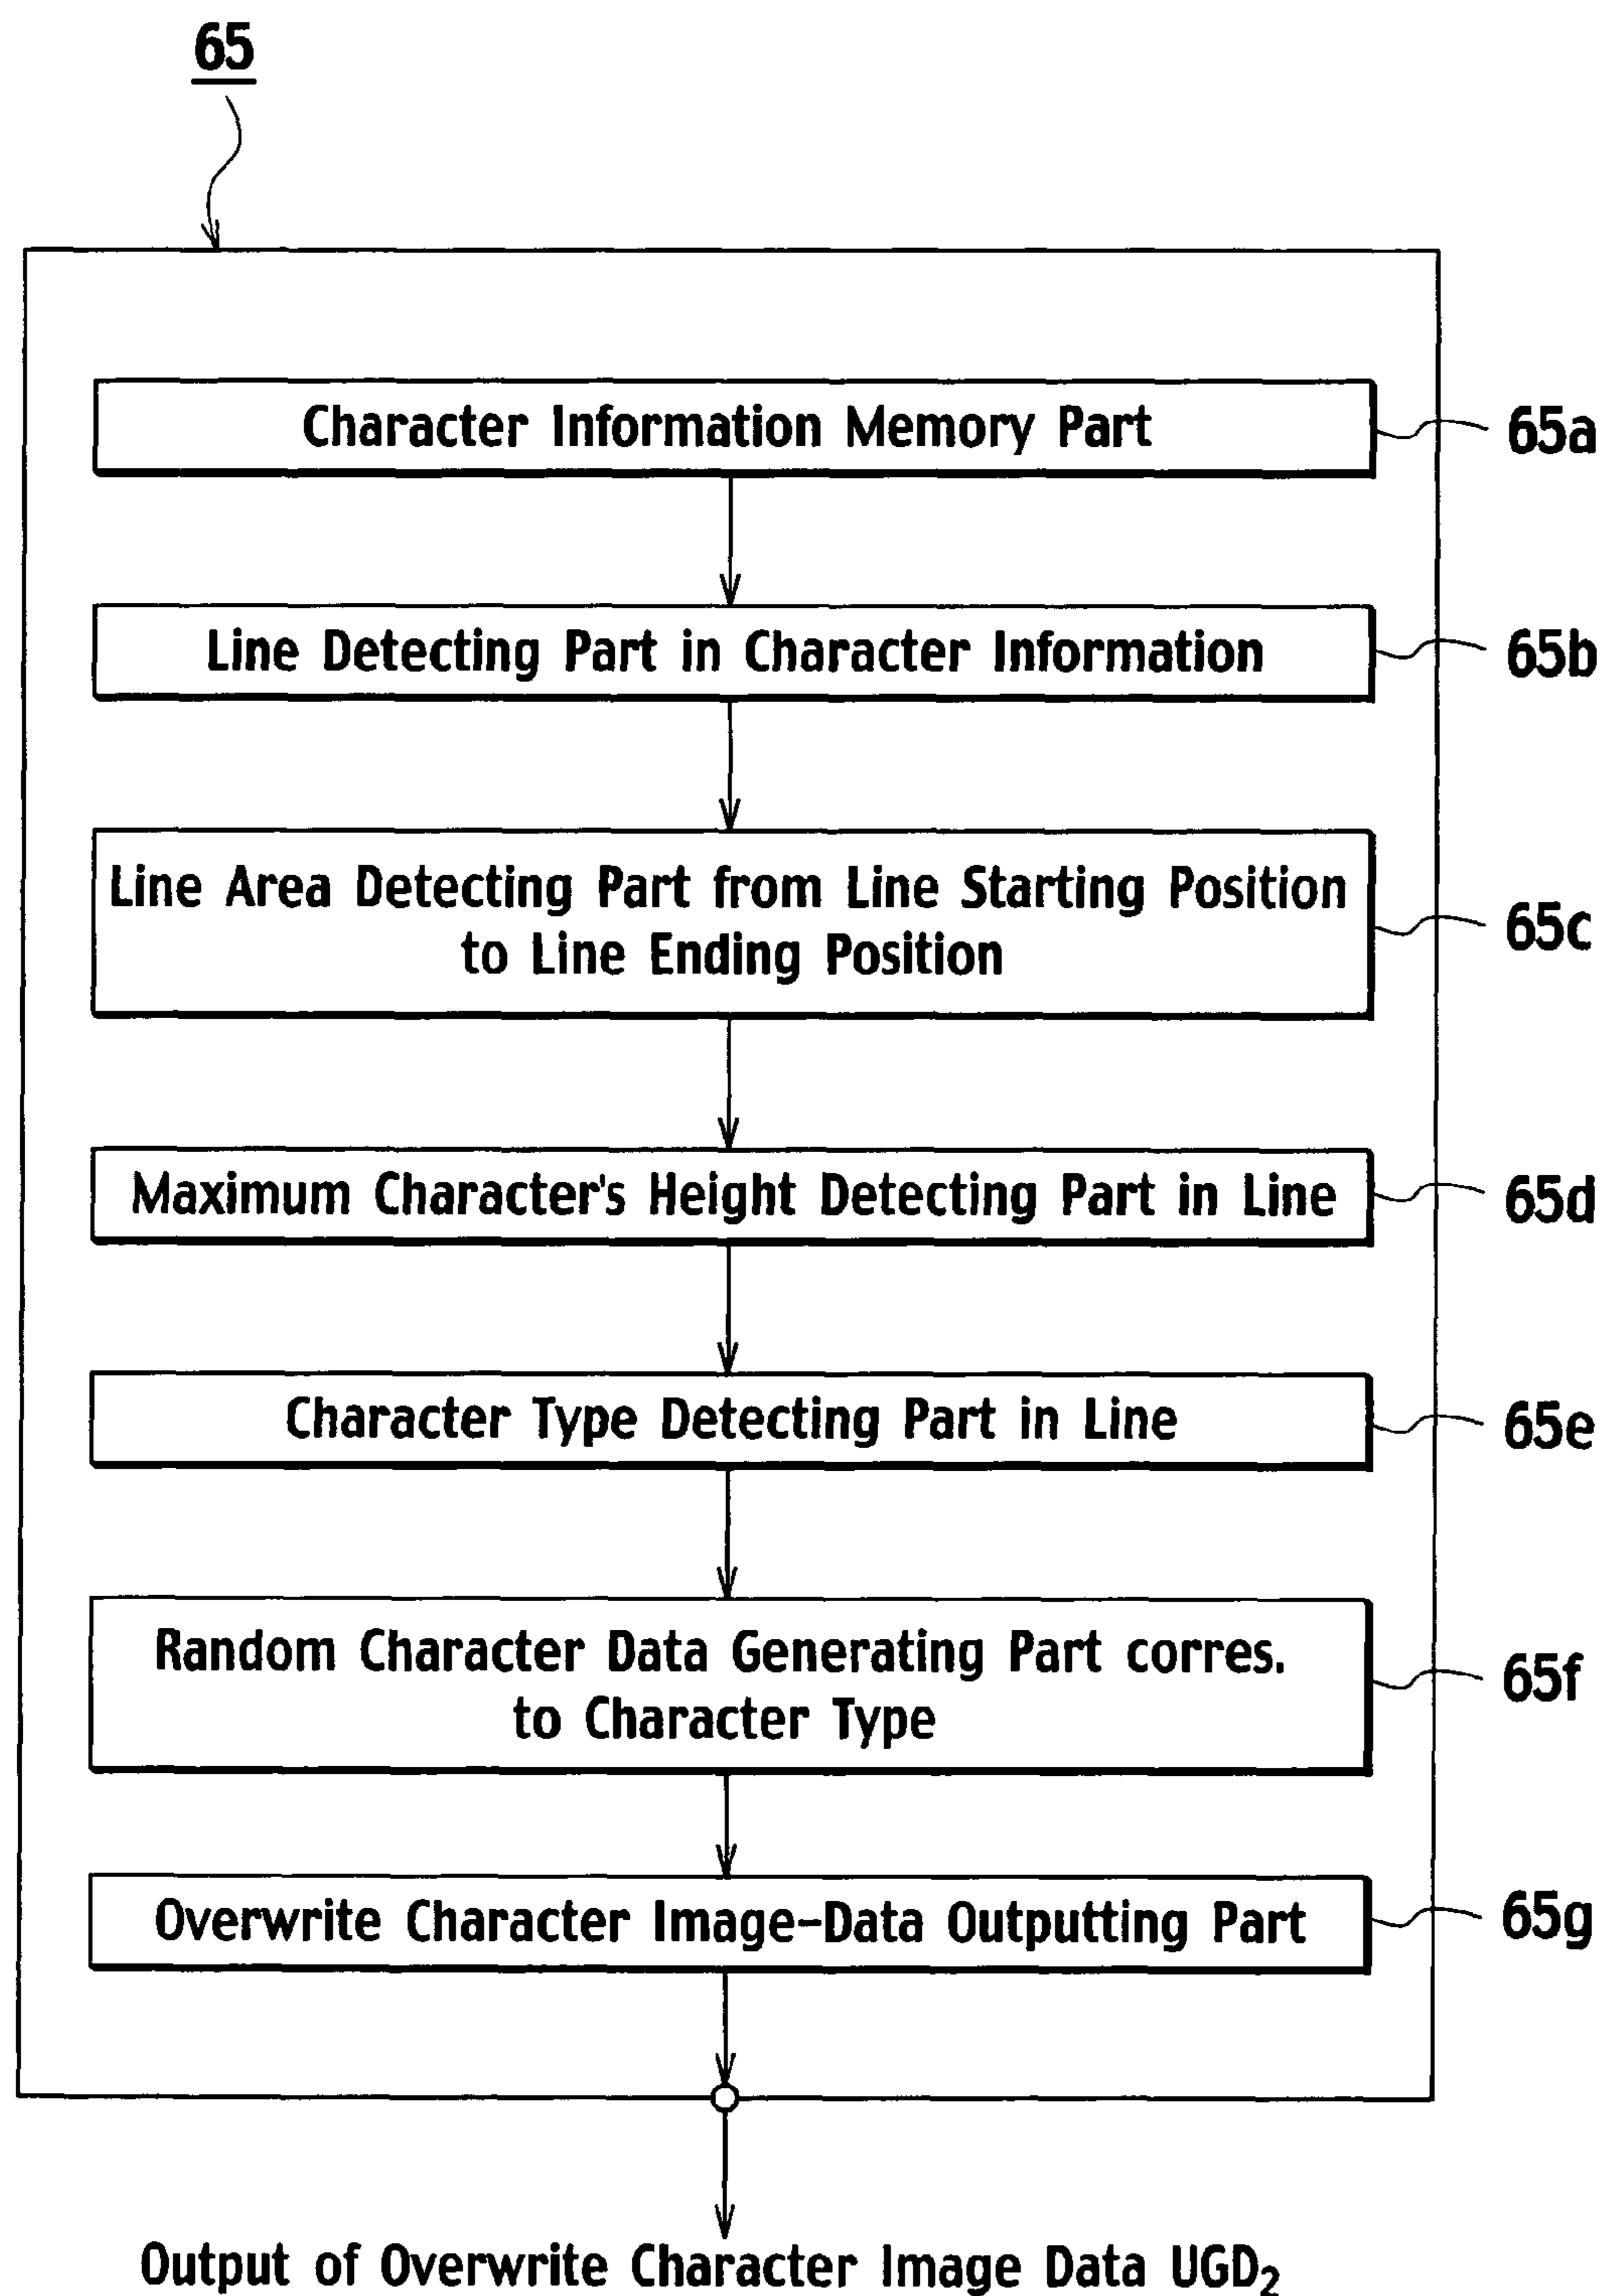 65
Character Information Memory Part
65a
Line Detecting Part in Character Information
65b
Line Area Detecting Part from Line Starting Position
to Line Ending Position
65c
Maximum Character's Height Detecting Part in Line
65d
Character Type Detecting Part in Line
65e
Random Character Data Generating Part corres.
to Character Type
65f
Overwrite Character Image-Data Outputting Part
65g
Output of Overwrite Character Image Data UGD₂